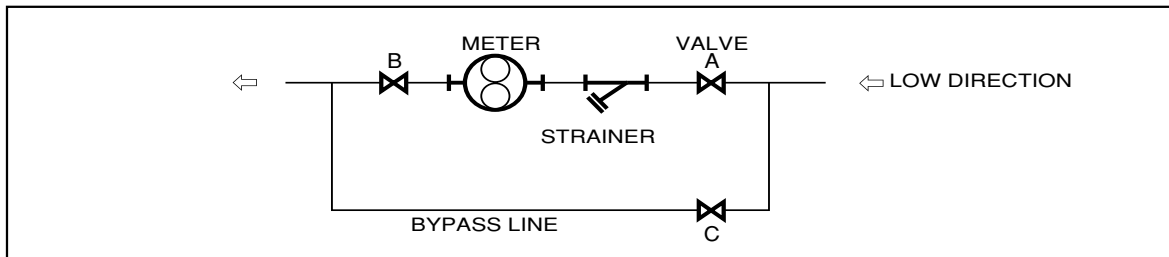 METER
VALVE
B
A
LOW DIRECTION
STRAINER
BYPASS LINE
C